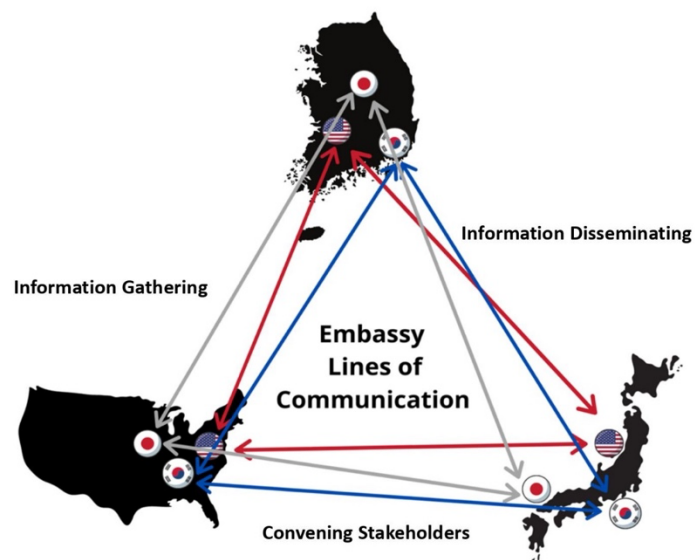 Information Disseminating
Information Gathering
Embassy
Lines of
Communication
Convening Stakeholders